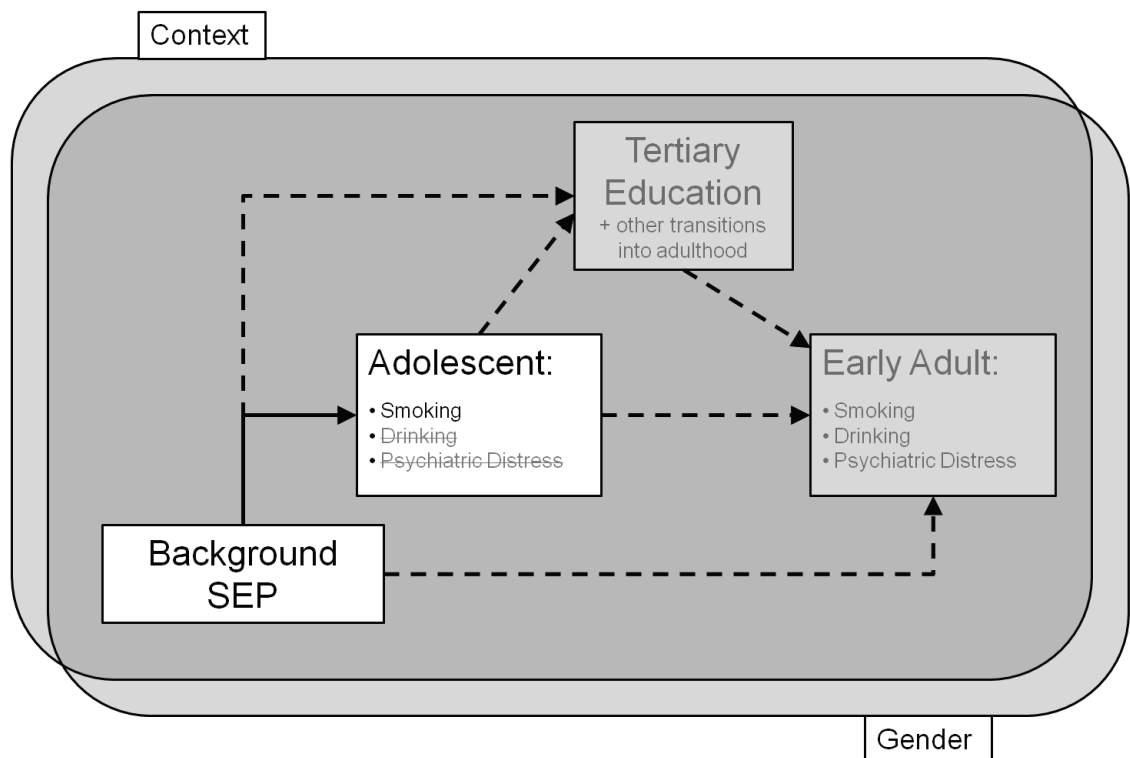 Context
Tertiary
Education
+ other transitions
into adulthood
Adolescent:
• Smoking
• Drinking
• Psychiatric Distress
Early Adult:
• Smoking
• Drinking
• Psychiatric Distress
Background
SEP
Gender